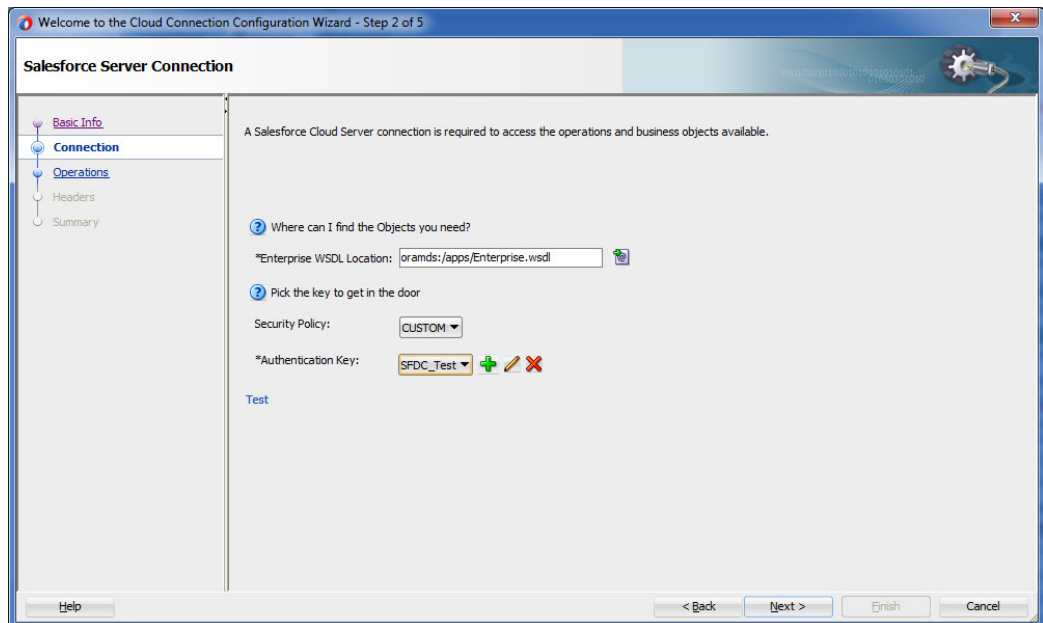 Welcome to the Cloud Connection Configuration Wizard - Step 2 of 5
X
Salesforce Server Connection
Basic Info
Connection
Operations
Headers
Summary
A Salesforce Cloud Server connection is required to access the operations and business objects available.
? Where can I find the Objects you need?
*Enterprise WSDL Location: oramds:/apps/Enterprise.wsdl
? Pick the key to get in the door
Security Policy: CUSTOM
*Authentication Key: SFDC_Test
Test
Help < Back Next > Finish Cancel